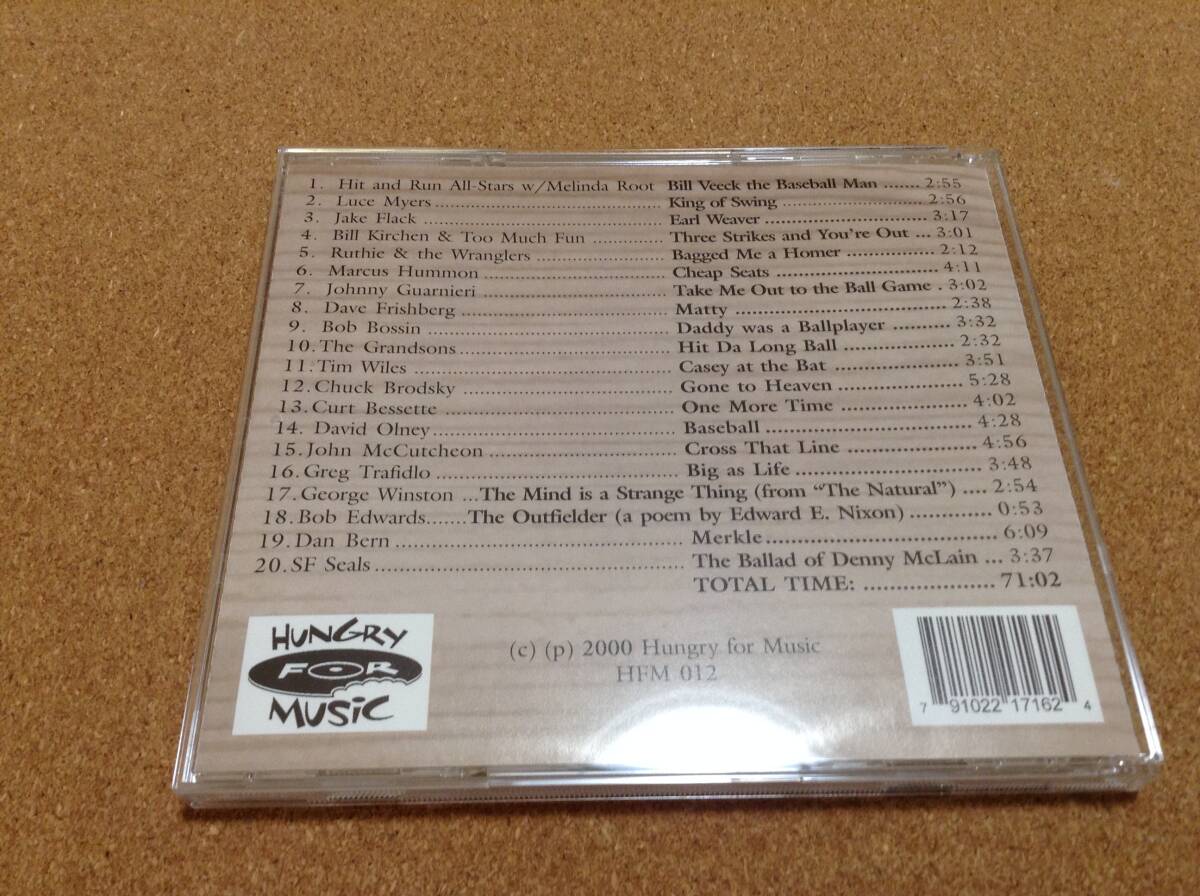 1. Hit and Run All-Stars w/Melinda Root Bill Veeck the Baseball Man ....... 2:55
2. Luce Myers ........ King of Swing ........ 2:56
3. Jake Flack ........ Earl Weaver ........ 3:17
4. Bill Kirchen & Too Much Fun ........ Three Strikes and You're Out ... 3:01
5. Ruthie & the Wranglers ........ Bagged Me a Homer ........ 2:12
6. Marcus Hummon ........ Cheap Seats ........ 4:11
7. Johnny Guarnieri ........ Take Me Out to the Ball Game . 3:02
8. Dave Frishberg ........ Matty ........ 2:38
9. Bob Bossin ........ Daddy was a Ballplayer ........ 3:32
10. The Grandsons ........ Hit Da Long Ball ........ 2:32
11. Tim Wiles ........ Casey at the Bat ........ 3:51
12. Chuck Brodsky ........ Gone to Heaven ........ 5:28
13. Curt Bessette ........ One More Time ........ 4:02
14. David Olney ........ Baseball ........ 4:28
15. John McCutcheon ........ Cross That Line ........ 4:56
16. Greg Trafidlo ........ Big as Life ........ 3:48
17. George Winston ... The Mind is a Strange Thing (from "The Natural") .... 2:54
18. Bob Edwards ....... The Outfielder (a poem by Edward E. Nixon) ........ 0:53
19. Dan Bern ........ Merkle ........ 6:09
20. SF Seals ........ The Ballad of Denny McLain ... 3:37
TOTAL TIME: ........ 71:02
HUNGRY
FOR
MUSIC
(c) (p) 2000 Hungry for Music
HFM 012
7 91022 17162 4